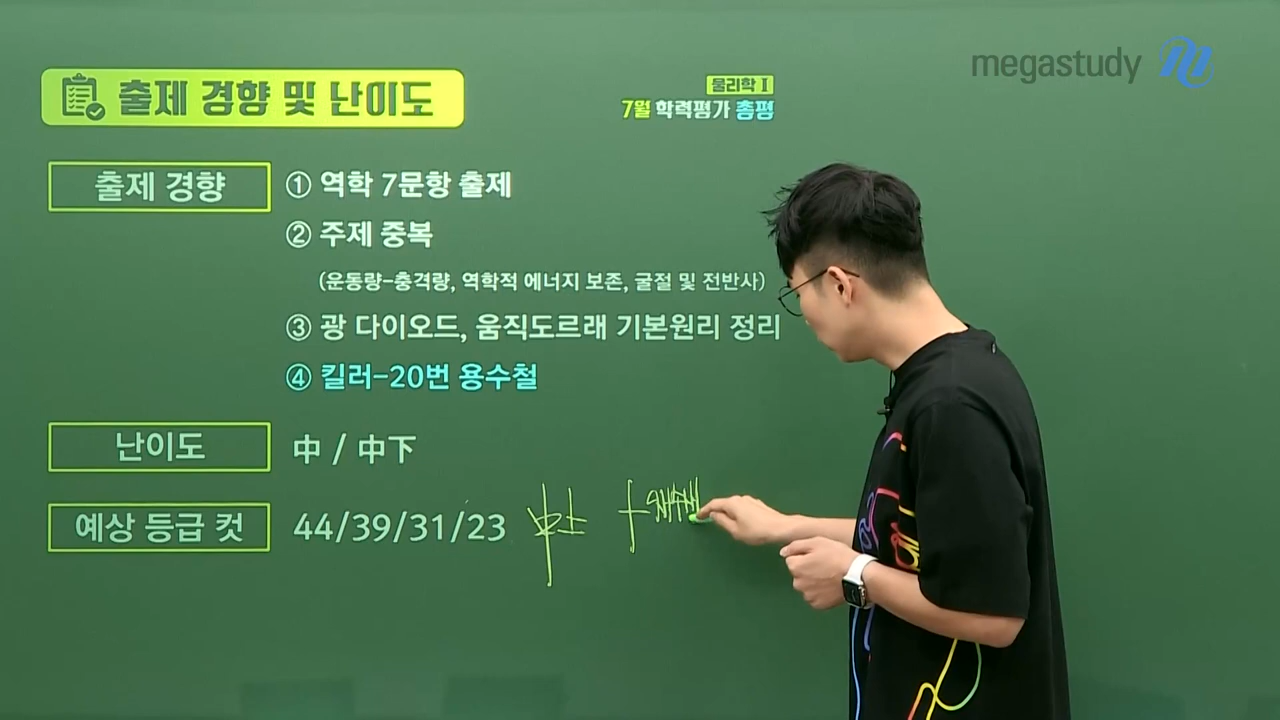 megastudy
출제 경향 및 난이도
물리학 I
7월 학력평가 총평
출제 경향
① 역학 7문항 출제
② 주제 중복
(운동량-충격량, 역학적 에너지 보존, 굴절 및 전반사)
③ 광 다이오드, 움직도르래 기본원리 정리
④ 킬러-20번 용수철
난이도
中 / 中下
예상 등급 컷
44/39/31/23